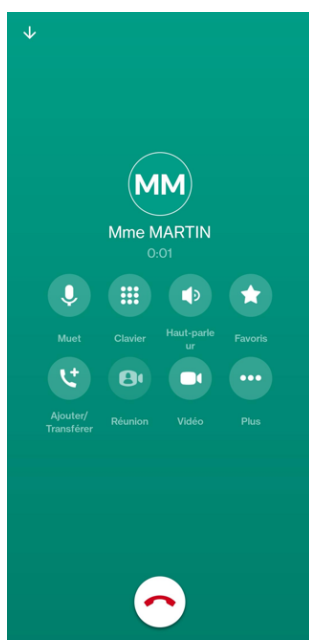 MM
Mme MARTIN
0:01
Muet
Clavier
Haut-parle
ur
Favoris
Ajouter/
Transférer
Réunion
Vidéo
Plus